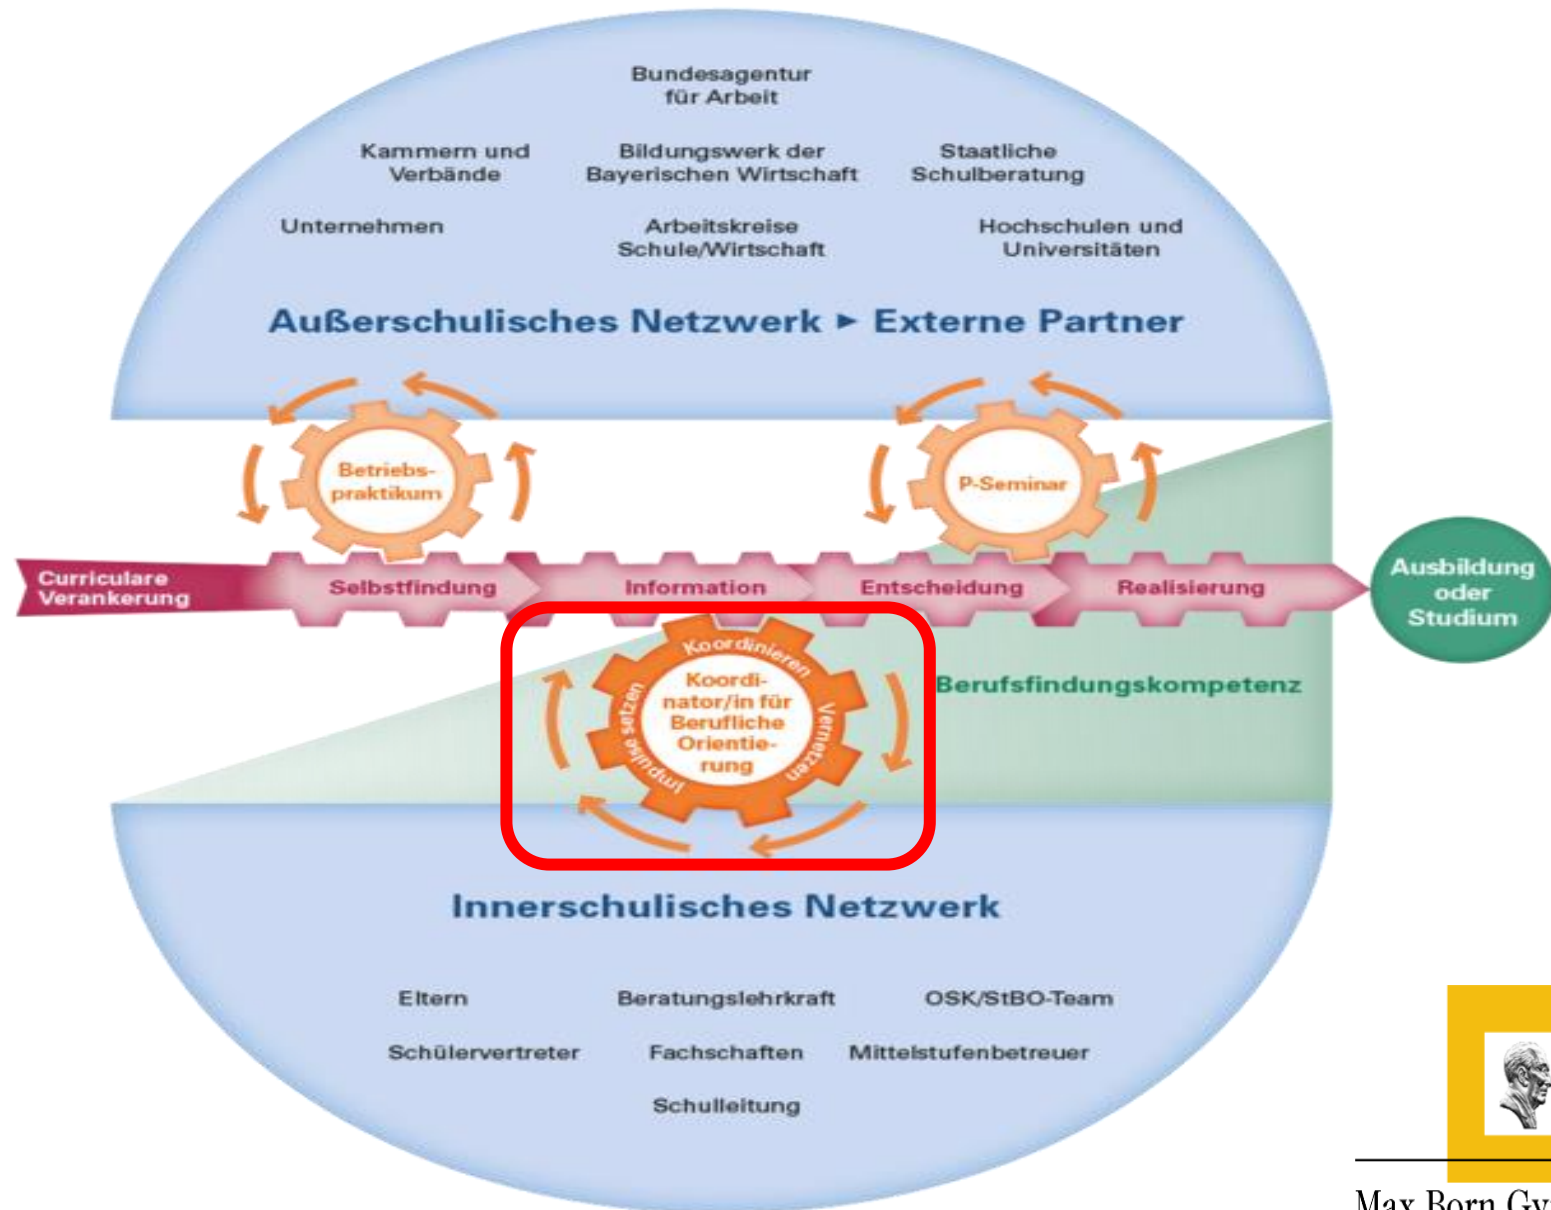 Bundesagentur
für Arbeit
Kammern und
Verbände
Bildungswerk der
Bayerischen Wirtschaft
Staatliche
Schulberatung
Unternehmen
Arbeitskreise
Schule/Wirtschaft
Hochschulen und
Universitäten
Außerschulisches Netzwerk ▸ Externe Partner
Betriebs-
praktikum
P-Seminar
Curriculare
Verankerung
Selbstfindung
Information
Entscheidung
Realisierung
Ausbildung
oder
Studium
Impulse setzen
Koordinieren
Vernetzen
Koordi-
nator/in für
Berufliche
Orientie-
rung
Berufsfindungskompetenz
Innerschulisches Netzwerk
Eltern
Beratungslehrkraft
OSK/StBO-Team
Schülervertreter
Fachschaften
Mittelstufenbetreuer
Schulleitung
Max Born Gy